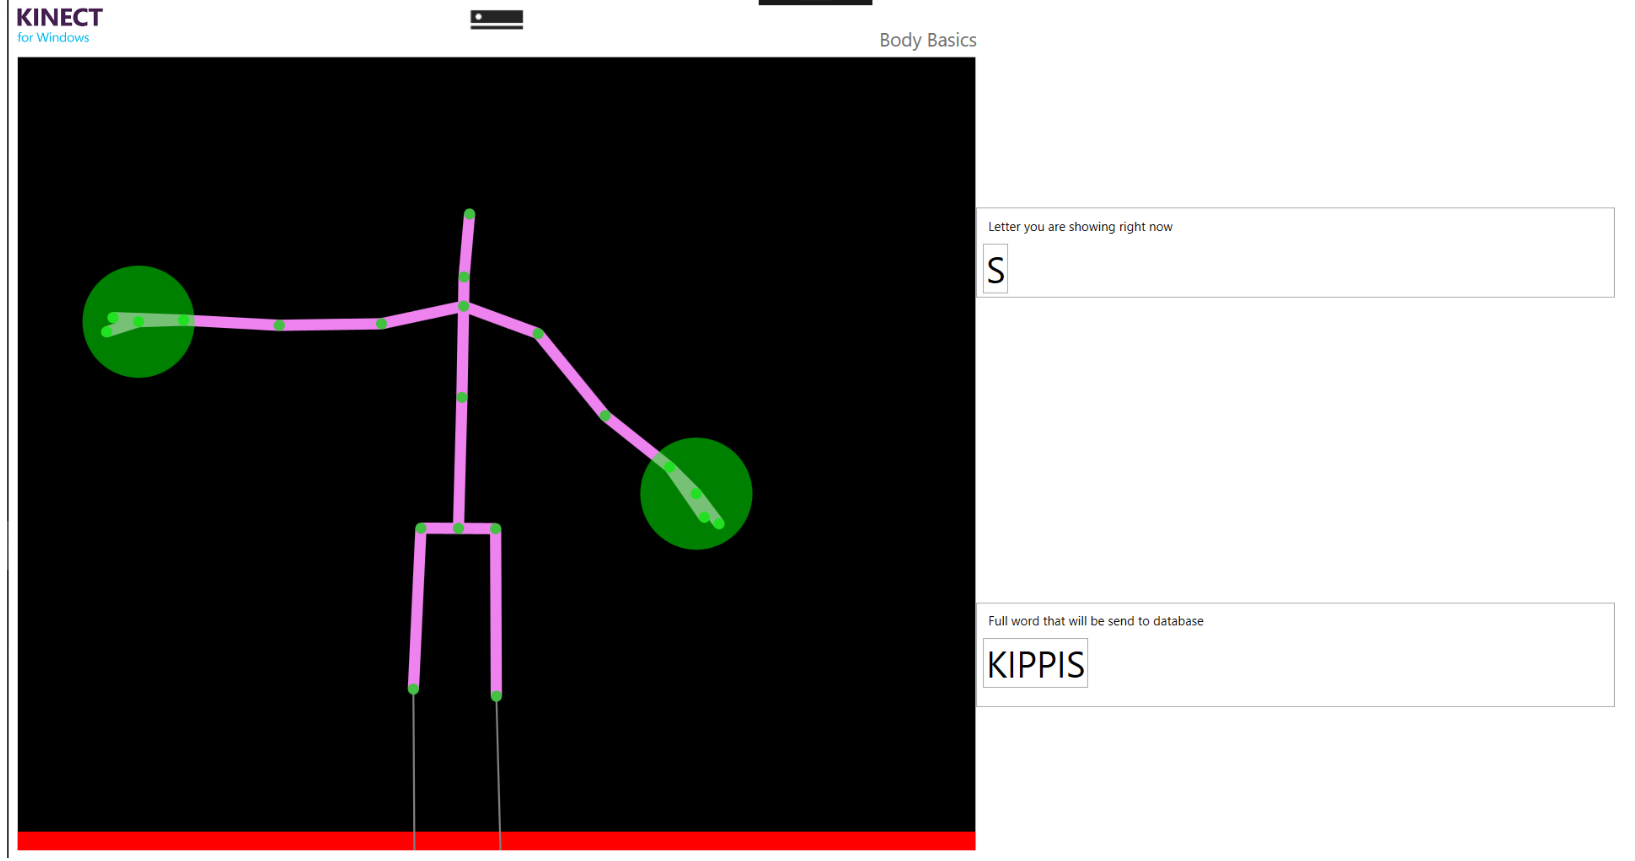 KINECT
for Windows
Body Basics
Letter you are showing right now
S
Full word that will be send to database
KIPPIS